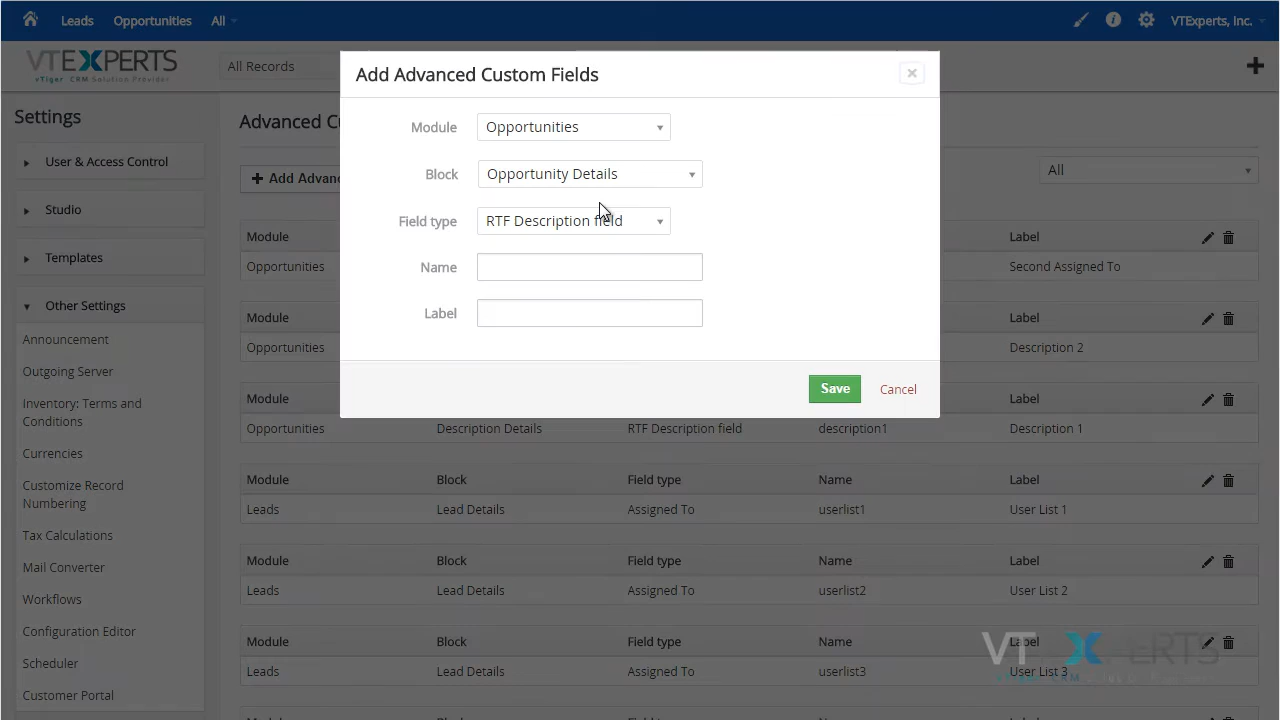 Leads Opportunities All VTExperts, Inc.
VTEXPERTS
vTiger CRM Solution Provider
All Records
Add Advanced Custom Fields
Module Opportunities
Block Opportunity Details
Field type RTF Description field
Name
Label
Save Cancel
Settings
User & Access Control
Studio
Templates
Other Settings
Announcement
Outgoing Server
Inventory: Terms and
Conditions
Currencies
Customize Record
Numbering
Tax Calculations
Mail Converter
Workflows
Configuration Editor
Scheduler
Customer Portal
Advanced C
Add Advan
All
Module Label
Opportunities Second Assigned To
Module Label
Opportunities Description 2
Module Label
Opportunities Description Details RTF Description field description1 Description 1
Module Block Field type Name Label
Leads Lead Details Assigned To userlist1 User List 1
Module Block Field type Name Label
Leads Lead Details Assigned To userlist2 User List 2
Module Block Field type Name Label
Leads Lead Details Assigned To userlist3 User List 3
VTEXPERTS